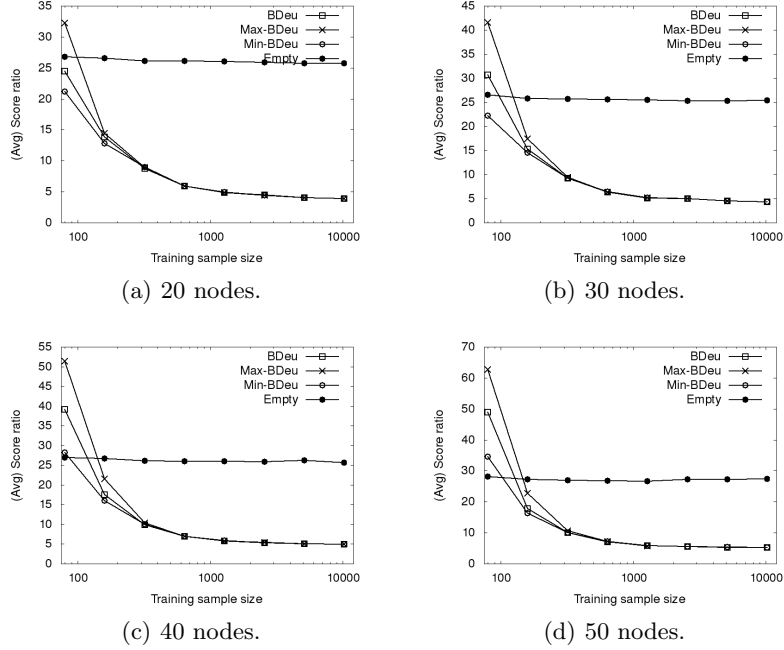 35
30
25
20
15
10
5
0
(Avg) Score ratio
BDeu
Max-BDeu
Min-BDeu
Empty
100 1000 10000
Training sample size
(a) 20 nodes.
45
40
35
30
25
20
15
10
5
0
(Avg) Score ratio
BDeu
Max-BDeu
Min-BDeu
Empty
100 1000 10000
Training sample size
(b) 30 nodes.
55
50
45
40
35
30
25
20
15
10
5
0
(Avg) Score ratio
BDeu
Max-BDeu
Min-BDeu
Empty
100 1000 10000
Training sample size
(c) 40 nodes.
70
60
50
40
30
20
10
0
(Avg) Score ratio
BDeu
Max-BDeu
Min-BDeu
Empty
100 1000 10000
Training sample size
(d) 50 nodes.